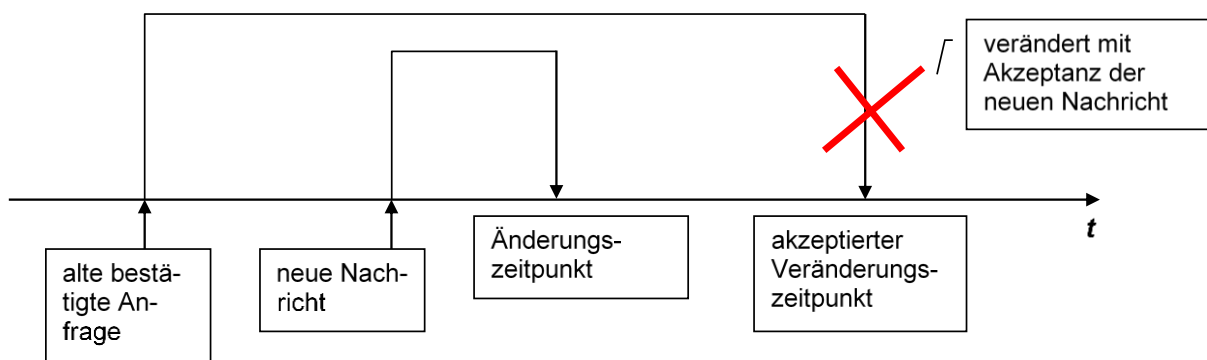 verändert mit
Akzeptanz der
neuen Nachricht
t
alte bestä-
tigte An-
frage
neue Nach-
richt
Änderungs-
zeitpunkt
akzeptierter
Veränderungs-
zeitpunkt